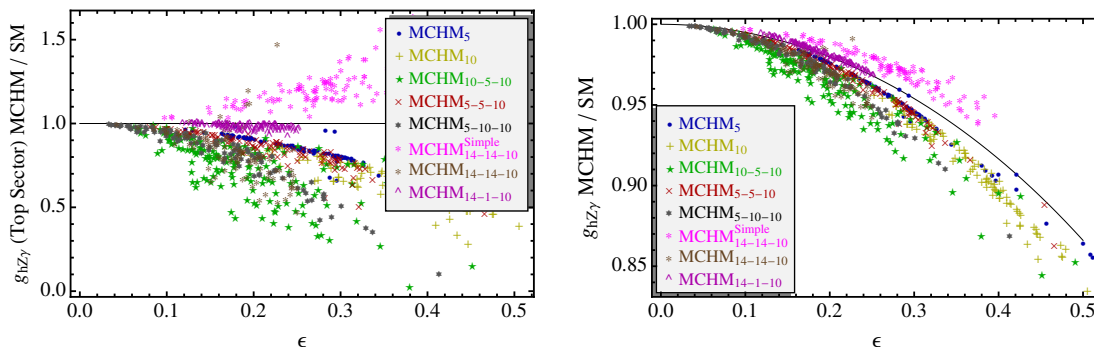 g_hZγ (Top Sector) MCHM / SM
1.5
1.0
0.5
0.0
0.0 0.1 0.2 0.3 0.4 0.5
ϵ
MCHM_5
MCHM_10
MCHM_10-5-10
MCHM_5-5-10
MCHM_5-10-10
MCHM^Simple_14-14-10
MCHM_14-14-10
MCHM_14-1-10
g_hZγ MCHM / SM
1.00
0.95
0.90
0.85
0.0 0.1 0.2 0.3 0.4 0.5
ϵ
MCHM_5
MCHM_10
MCHM_10-5-10
MCHM_5-5-10
MCHM_5-10-10
MCHM^Simple_14-14-10
MCHM_14-14-10
MCHM_14-1-10